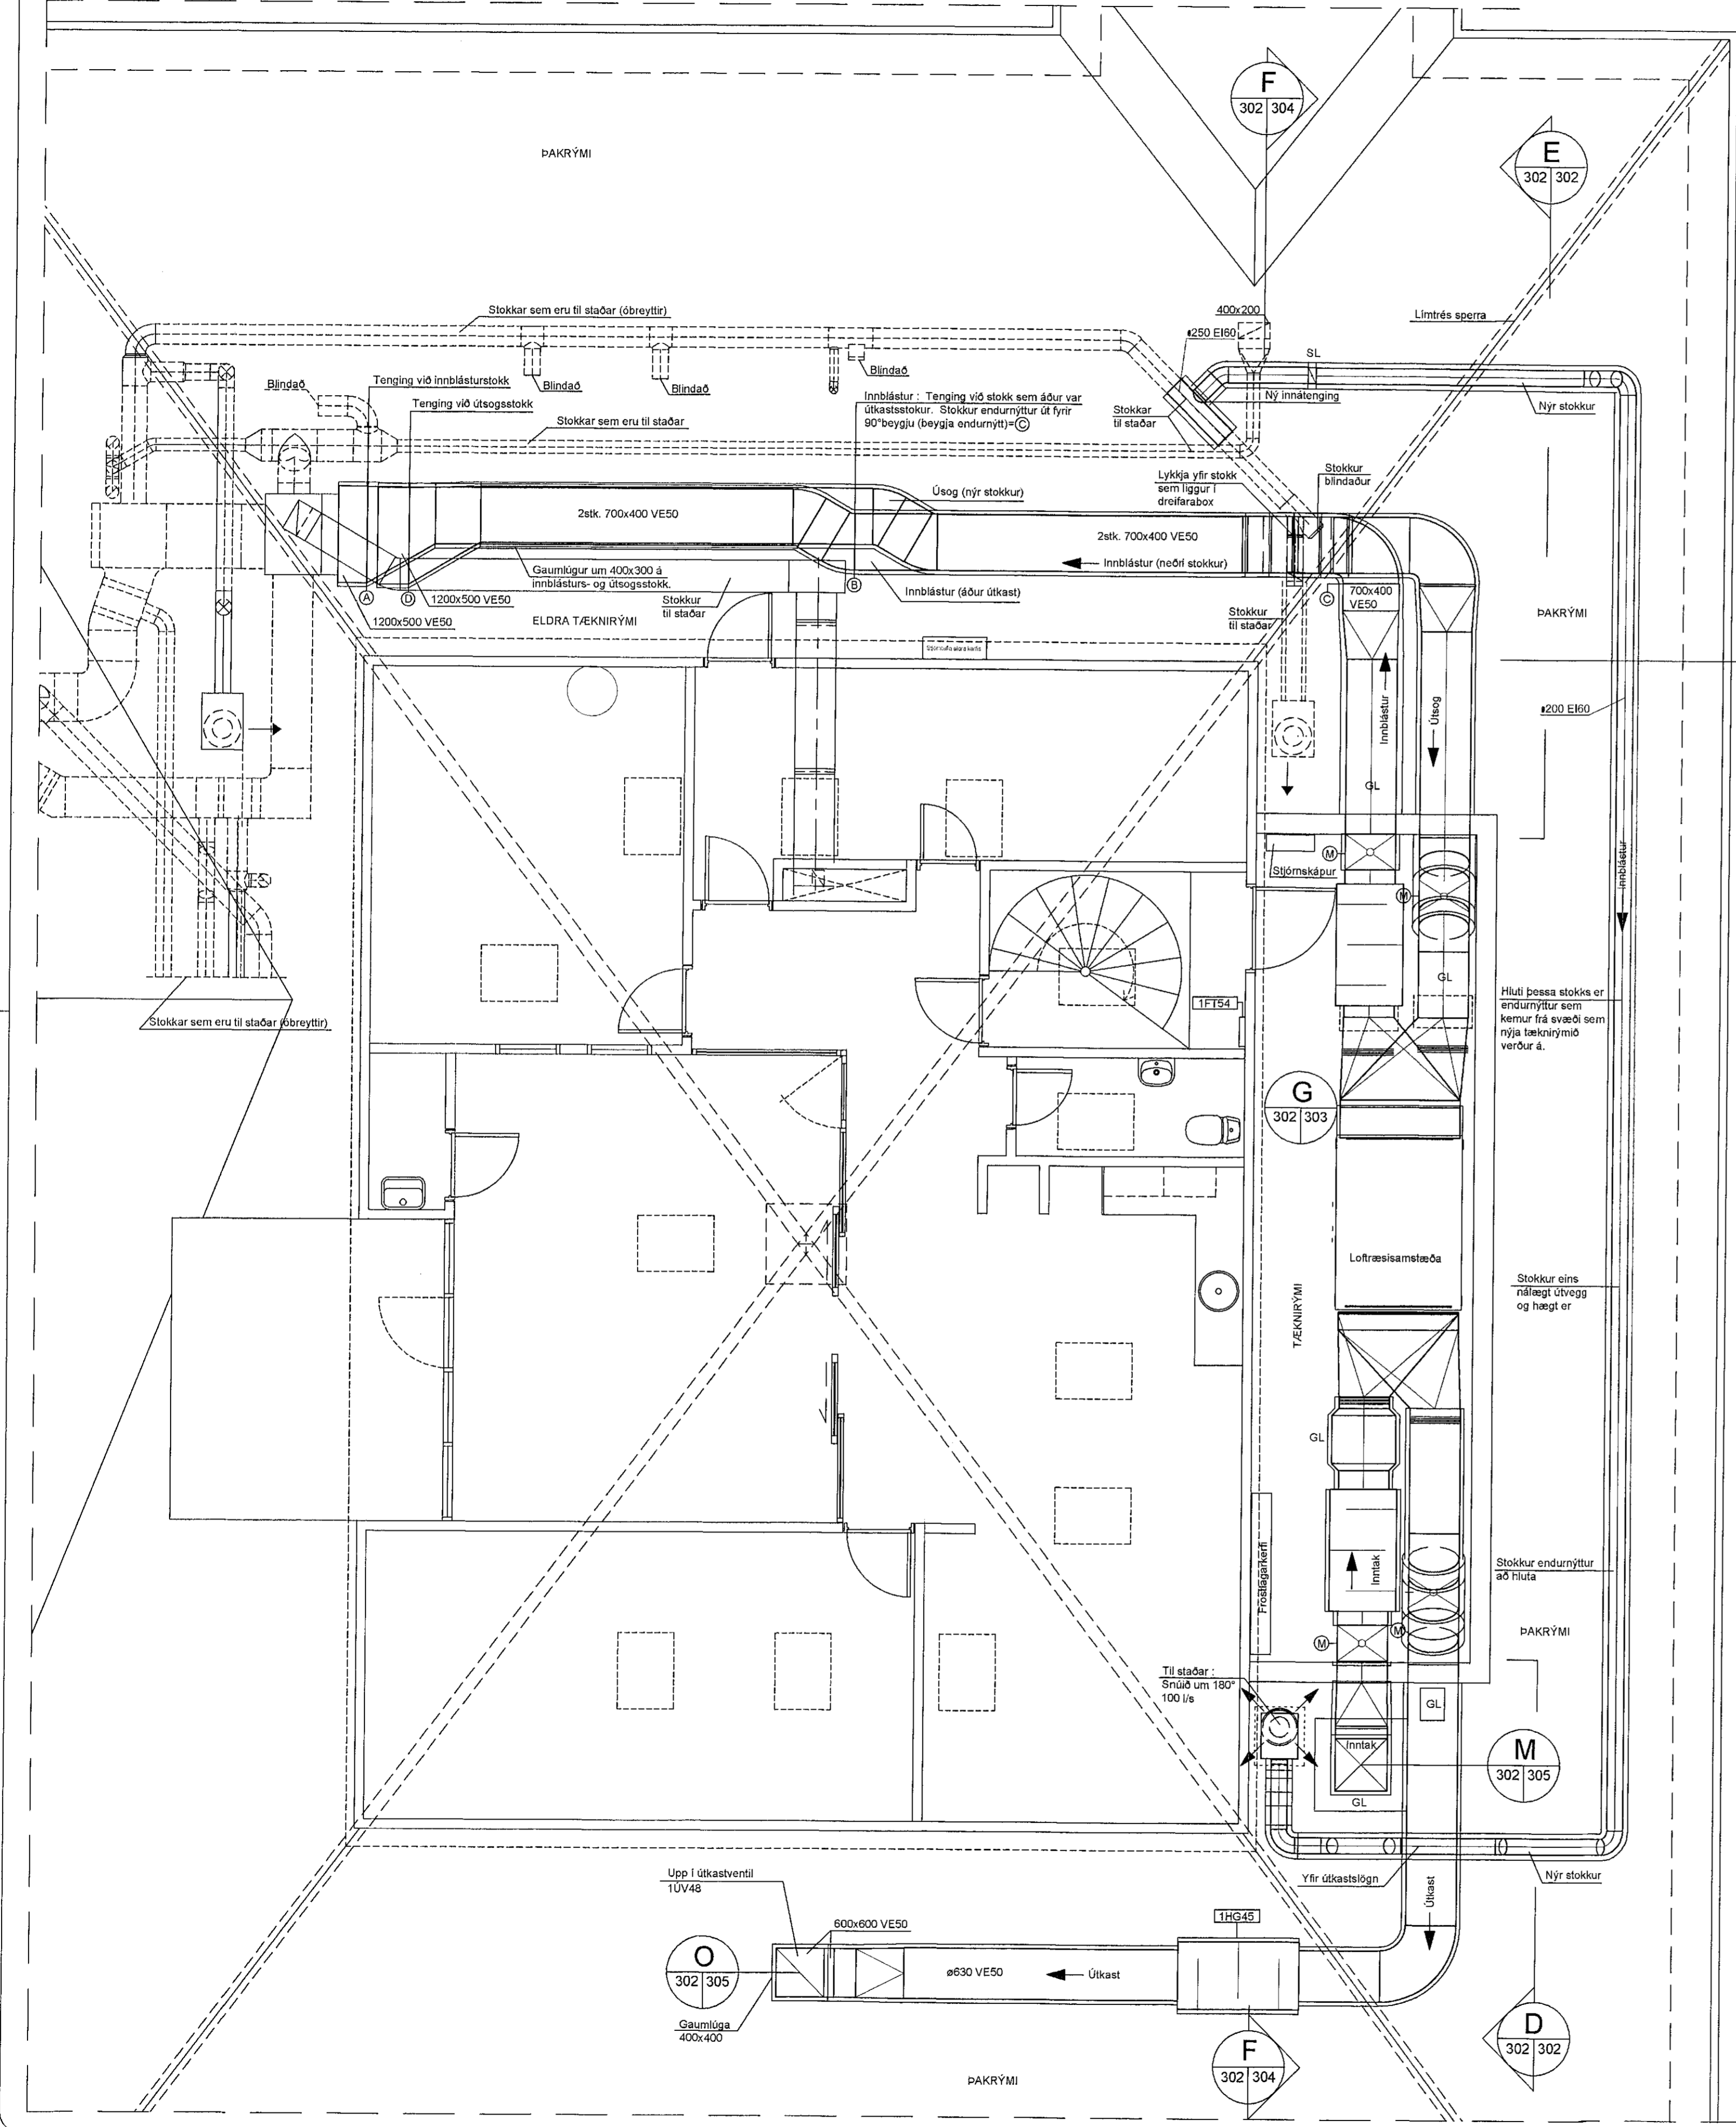 F
302 304
E
302 302
ÞAKRÝMI
Stokkar sem eru til staðar (óbreyttir)
400x200
ø250 EI60
Límtrés sperra
SL
Blindað
Tenging við innblásturstokk
Blindað
Blindað
Blindað
Ný innátenging
Nýr stokkur
Tenging við útsogsstokk
Innblástur : Tenging við stokk sem áður var
útkastsstokur. Stokkur endurnýttur út fyrir
90°beygju (beygja endurnýtt)=Ⓒ
Stokkar
til staðar
Stokkar sem eru til staðar
Lykkja yfir stokk
sem liggur í
dreifarabox
Stokkur
blindaður
Úsog (nýr stokkur)
2stk. 700x400 VE50
2stk. 700x400 VE50
Innblástur (neðri stokkur)
Gaumlúgur um 400x300 á
innblásturs- og útsogsstokk.
A
D
B
C
1200x500 VE50
1200x500 VE50
Stokkur
til staðar
Innblástur (áður útkast)
700x400
VE50
ELDRA TÆKNIRÝMI
Stokkur
til staðar
ÞAKRÝMI
Innblástur
Útsog
ø200 EI60
GL
M
Stjórnskápur
M
Innblástur
GL
1FT54
Hluti þessa stokks er
endurnýttur sem
kemur frá svæði sem
nýja tæknirýmið
verður á.
Stokkar sem eru til staðar (óbreyttir)
G
302 303
Loftræsisamstæða
TÆKNIRÝMI
Stokkur eins
nálægt útvegg
og hægt er
GL
Frostlagarkerfi
Inntak
Stokkur endurnýttur
að hluta
M
M
ÞAKRÝMI
Til staðar :
Snúið um 180°
100 l/s
GL
Inntak
M
302 305
GL
Yfir útkastslögn
Nýr stokkur
Útkast
Upp í útkastventil
1ÚV48
600x600 VE50
1HG45
O
302 305
ø630 VE50
Útkast
Gaumlúga
400x400
D
302 302
F
302 304
ÞAKRÝMI